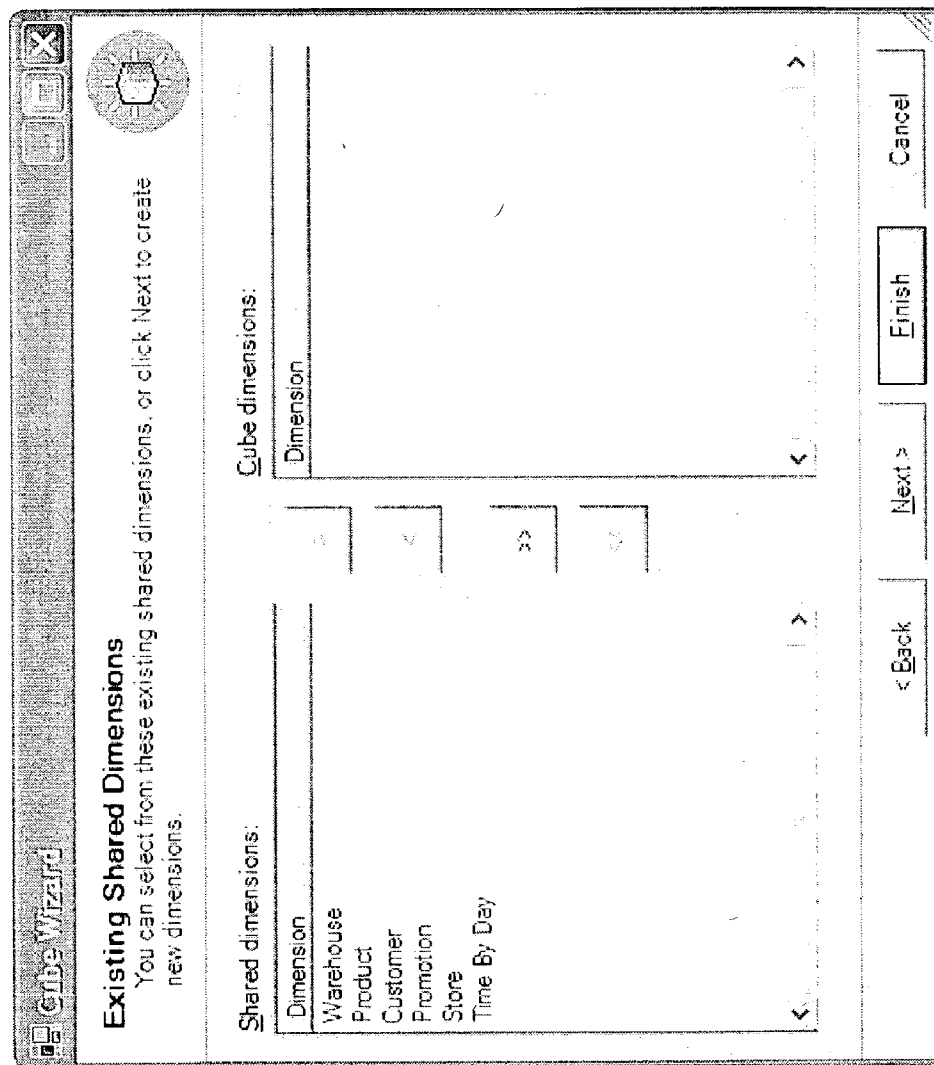 Cube Wizard
Existing Shared Dimensions
You can select from these existing shared dimensions, or click Next to create
new dimensions.
Shared dimensions:
Dimension
Warehouse
Product
Customer
Promotion
Store
Time By Day
>
<
>>
<<
Cube dimensions:
Dimension
< Back
Next >
Finish
Cancel